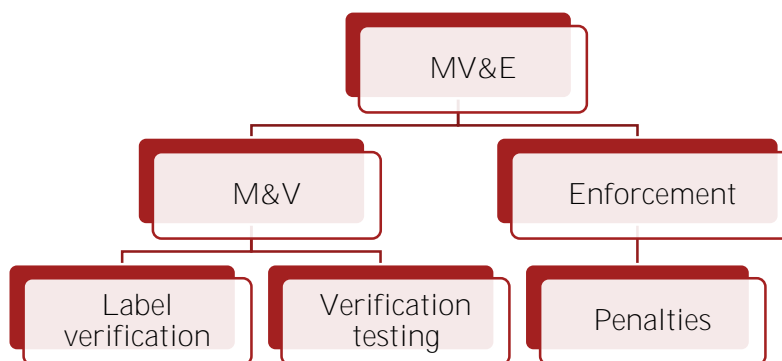 MV&E
M&V
Enforcement
Label
verification
Verification
testing
Penalties